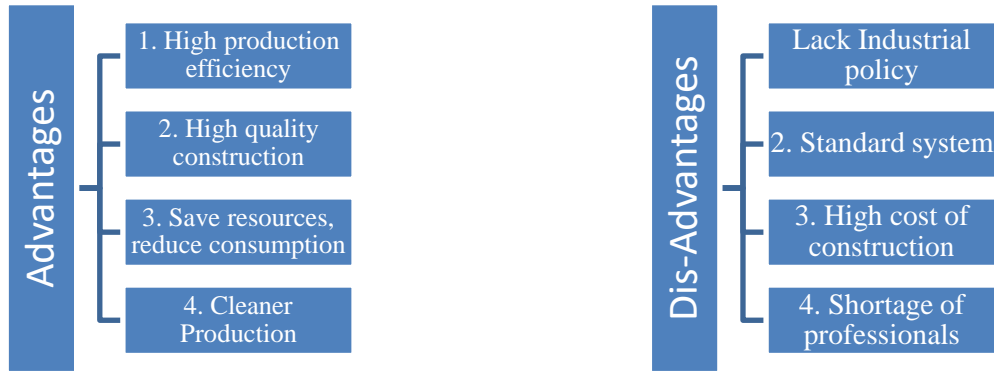 Advantages
1. High production
efficiency
2. High quality
construction
3. Save resources,
reduce consumption
4. Cleaner
Production
Dis-Advantages
Lack Industrial
policy
2. Standard system
3. High cost of
construction
4. Shortage of
professionals